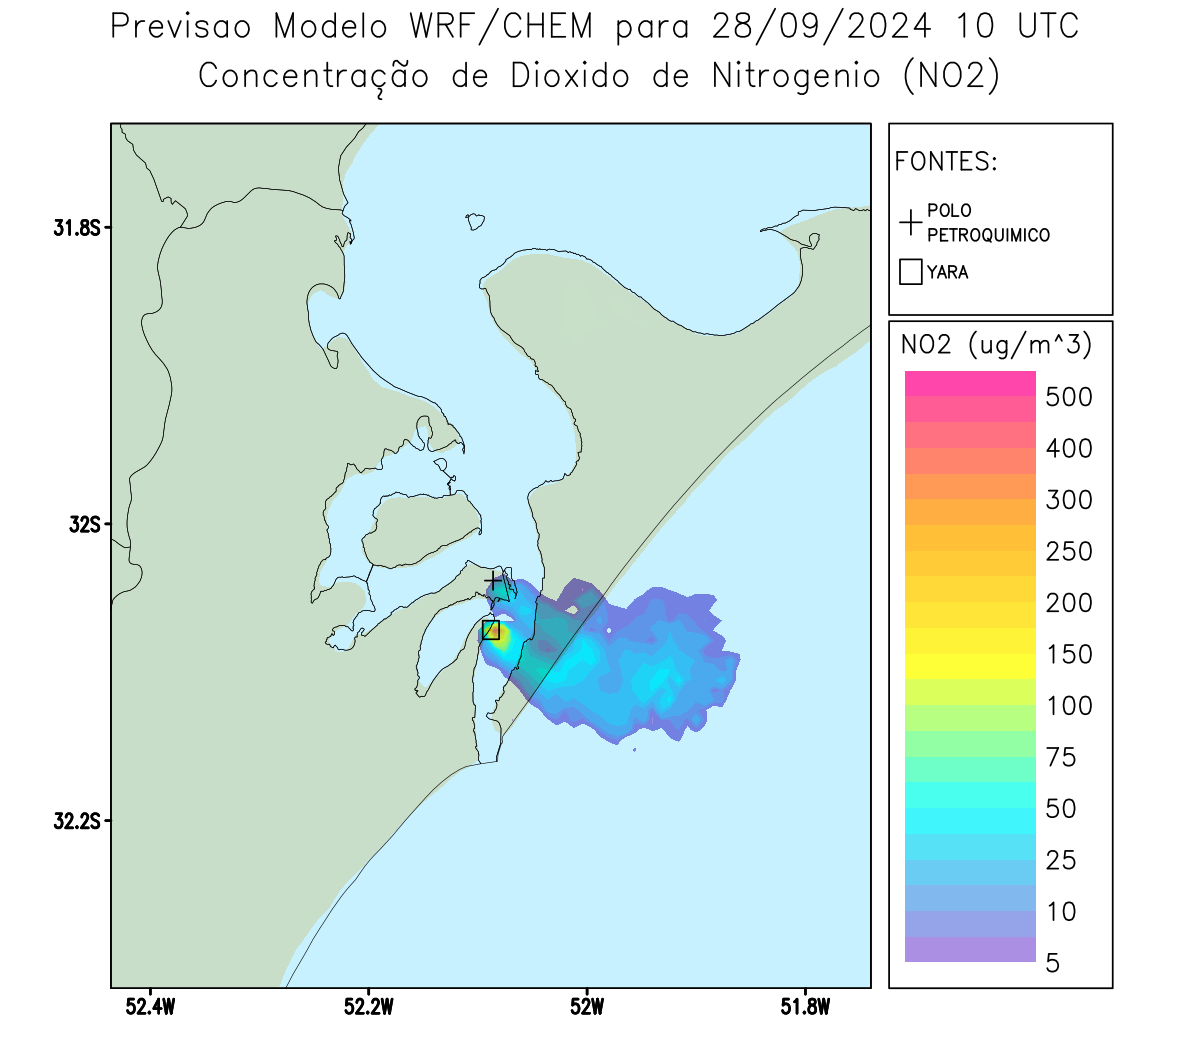 Previsao Modelo WRF/CHEM para 28/09/2024 10 UTC
Concentração de Dioxido de Nitrogenio (NO2)
FONTES:
POLO
PETROQUIMICO
YARA
NO2 (ug/m^3)
500
400
300
250
200
150
100
75
50
25
10
5
31.8S
32S
32.2S
52.4W
52.2W
52W
51.8W